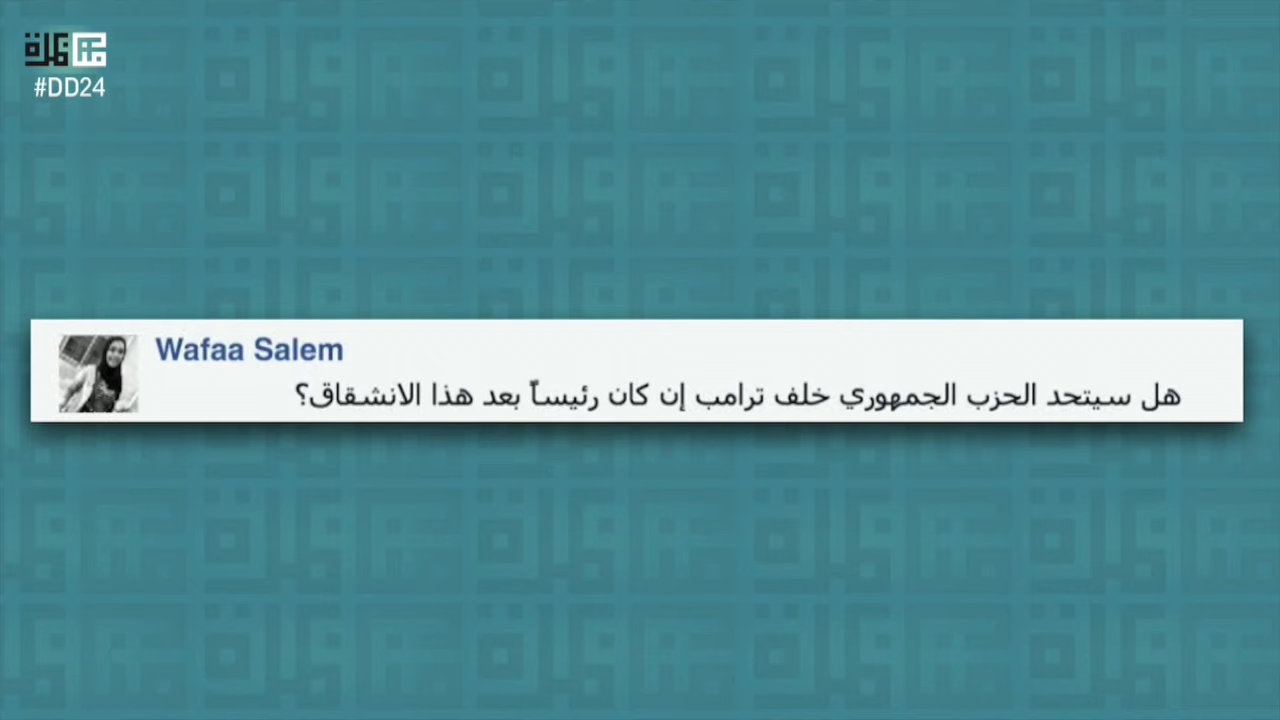 #DD24
Wafaa Salem
هل سيتحد الحزب الجمهوري خلف ترامب إن كان رئيساً بعد هذا الانشقاق؟